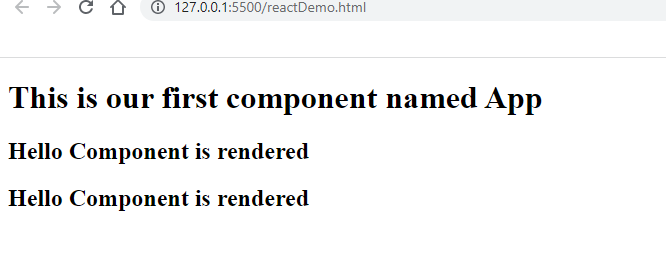 127.0.0.1:5500/reactDemo.html
This is our first component named App
Hello Component is rendered
Hello Component is rendered